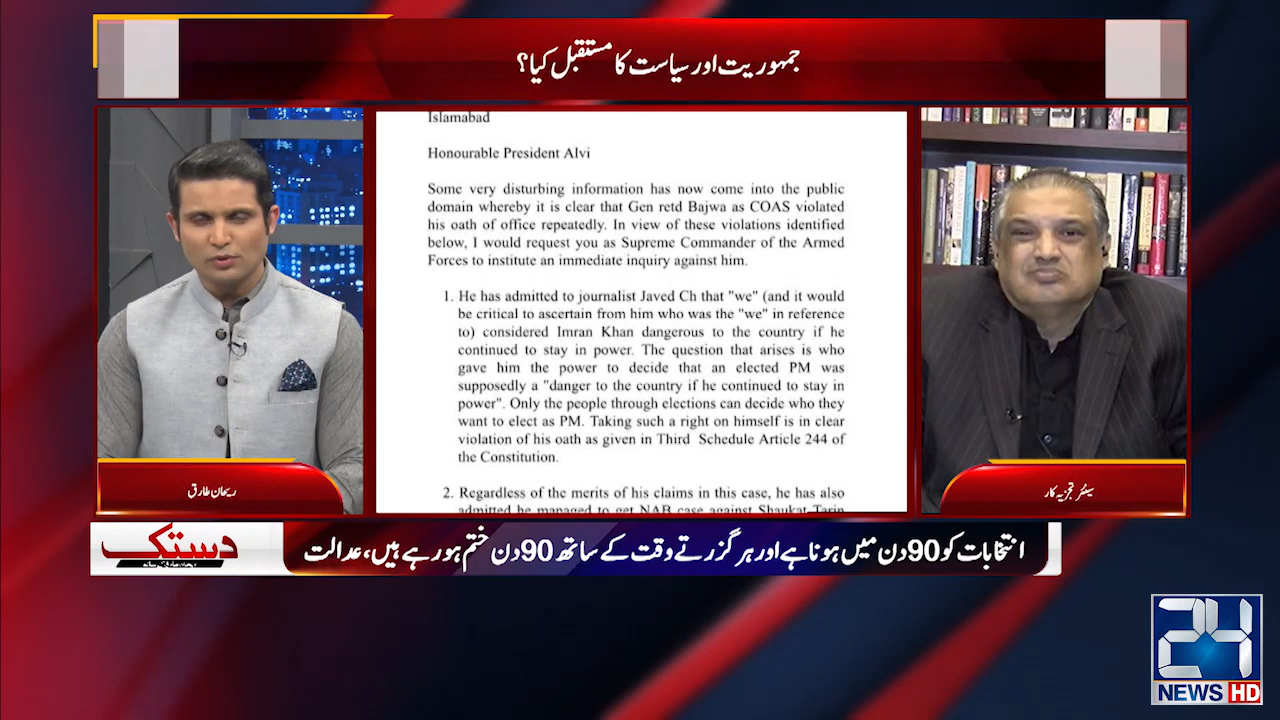 جمہوریت اور سیاست کا مستقبل کیا؟
Islamabad
Honourable President Alvi
Some very disturbing information has now come into the public
domain whereby it is clear that Gen retd Bajwa as COAS violated
his oath of office repeatedly. In view of these violations identified
below, I would request you as Supreme Commander of the Armed
Forces to institute an immediate inquiry against him.
1. He has admitted to journalist Javed Ch that "we" (and it would
be critical to ascertain from him who was the "we" in reference
to) considered Imran Khan dangerous to the country if he
continued to stay in power. The question that arises is who
gave him the power to decide that an elected PM was
supposedly a "danger to the country if he continued to stay in
power". Only the people through elections can decide who they
want to elect as PM. Taking such a right on himself is in clear
violation of his oath as given in Third Schedule Article 244 of
the Constitution.
2. Regardless of the merits of his claims in this case, he has also
admitted he managed to get NAB case against Shaukat Tarin
ریحان طارق
سینئر تجزیہ کار
دستک
انتخابات کو 90 دن میں ہونا ہے اور ہر گزرتے وقت کے ساتھ 90 دن ختم ہو رہے ہیں، عدالت
24
NEWS HD